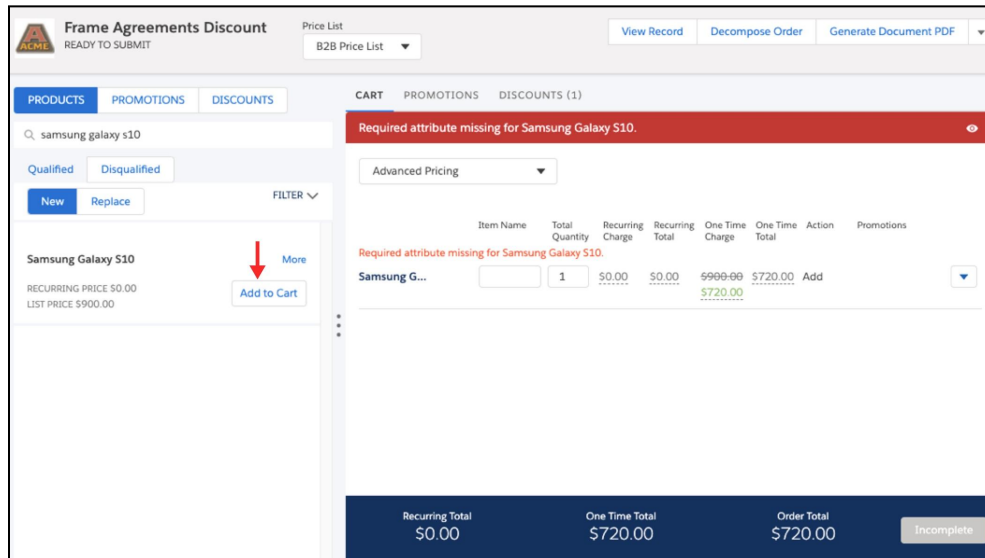 ACME
Frame Agreements Discount
READY TO SUBMIT
Price List
B2B Price List
View Record
Decompose Order
Generate Document PDF
PRODUCTS
PROMOTIONS
DISCOUNTS
samsung galaxy s10
Qualified
Disqualified
New
Replace
FILTER
Samsung Galaxy S10
More
RECURRING PRICE $0.00
LIST PRICE $900.00
Add to Cart
CART
PROMOTIONS
DISCOUNTS (1)
Required attribute missing for Samsung Galaxy S10.
Advanced Pricing
Item Name Total Recurring Recurring One Time One Time Action Promotions
Quantity Charge Total Charge Total
Required attribute missing for Samsung Galaxy S10.
Samsung G... 1 $0.00 $0.00 $900.00 $720.00 Add
$720.00
Recurring Total One Time Total Order Total
$0.00 $720.00 $720.00 Incomplete